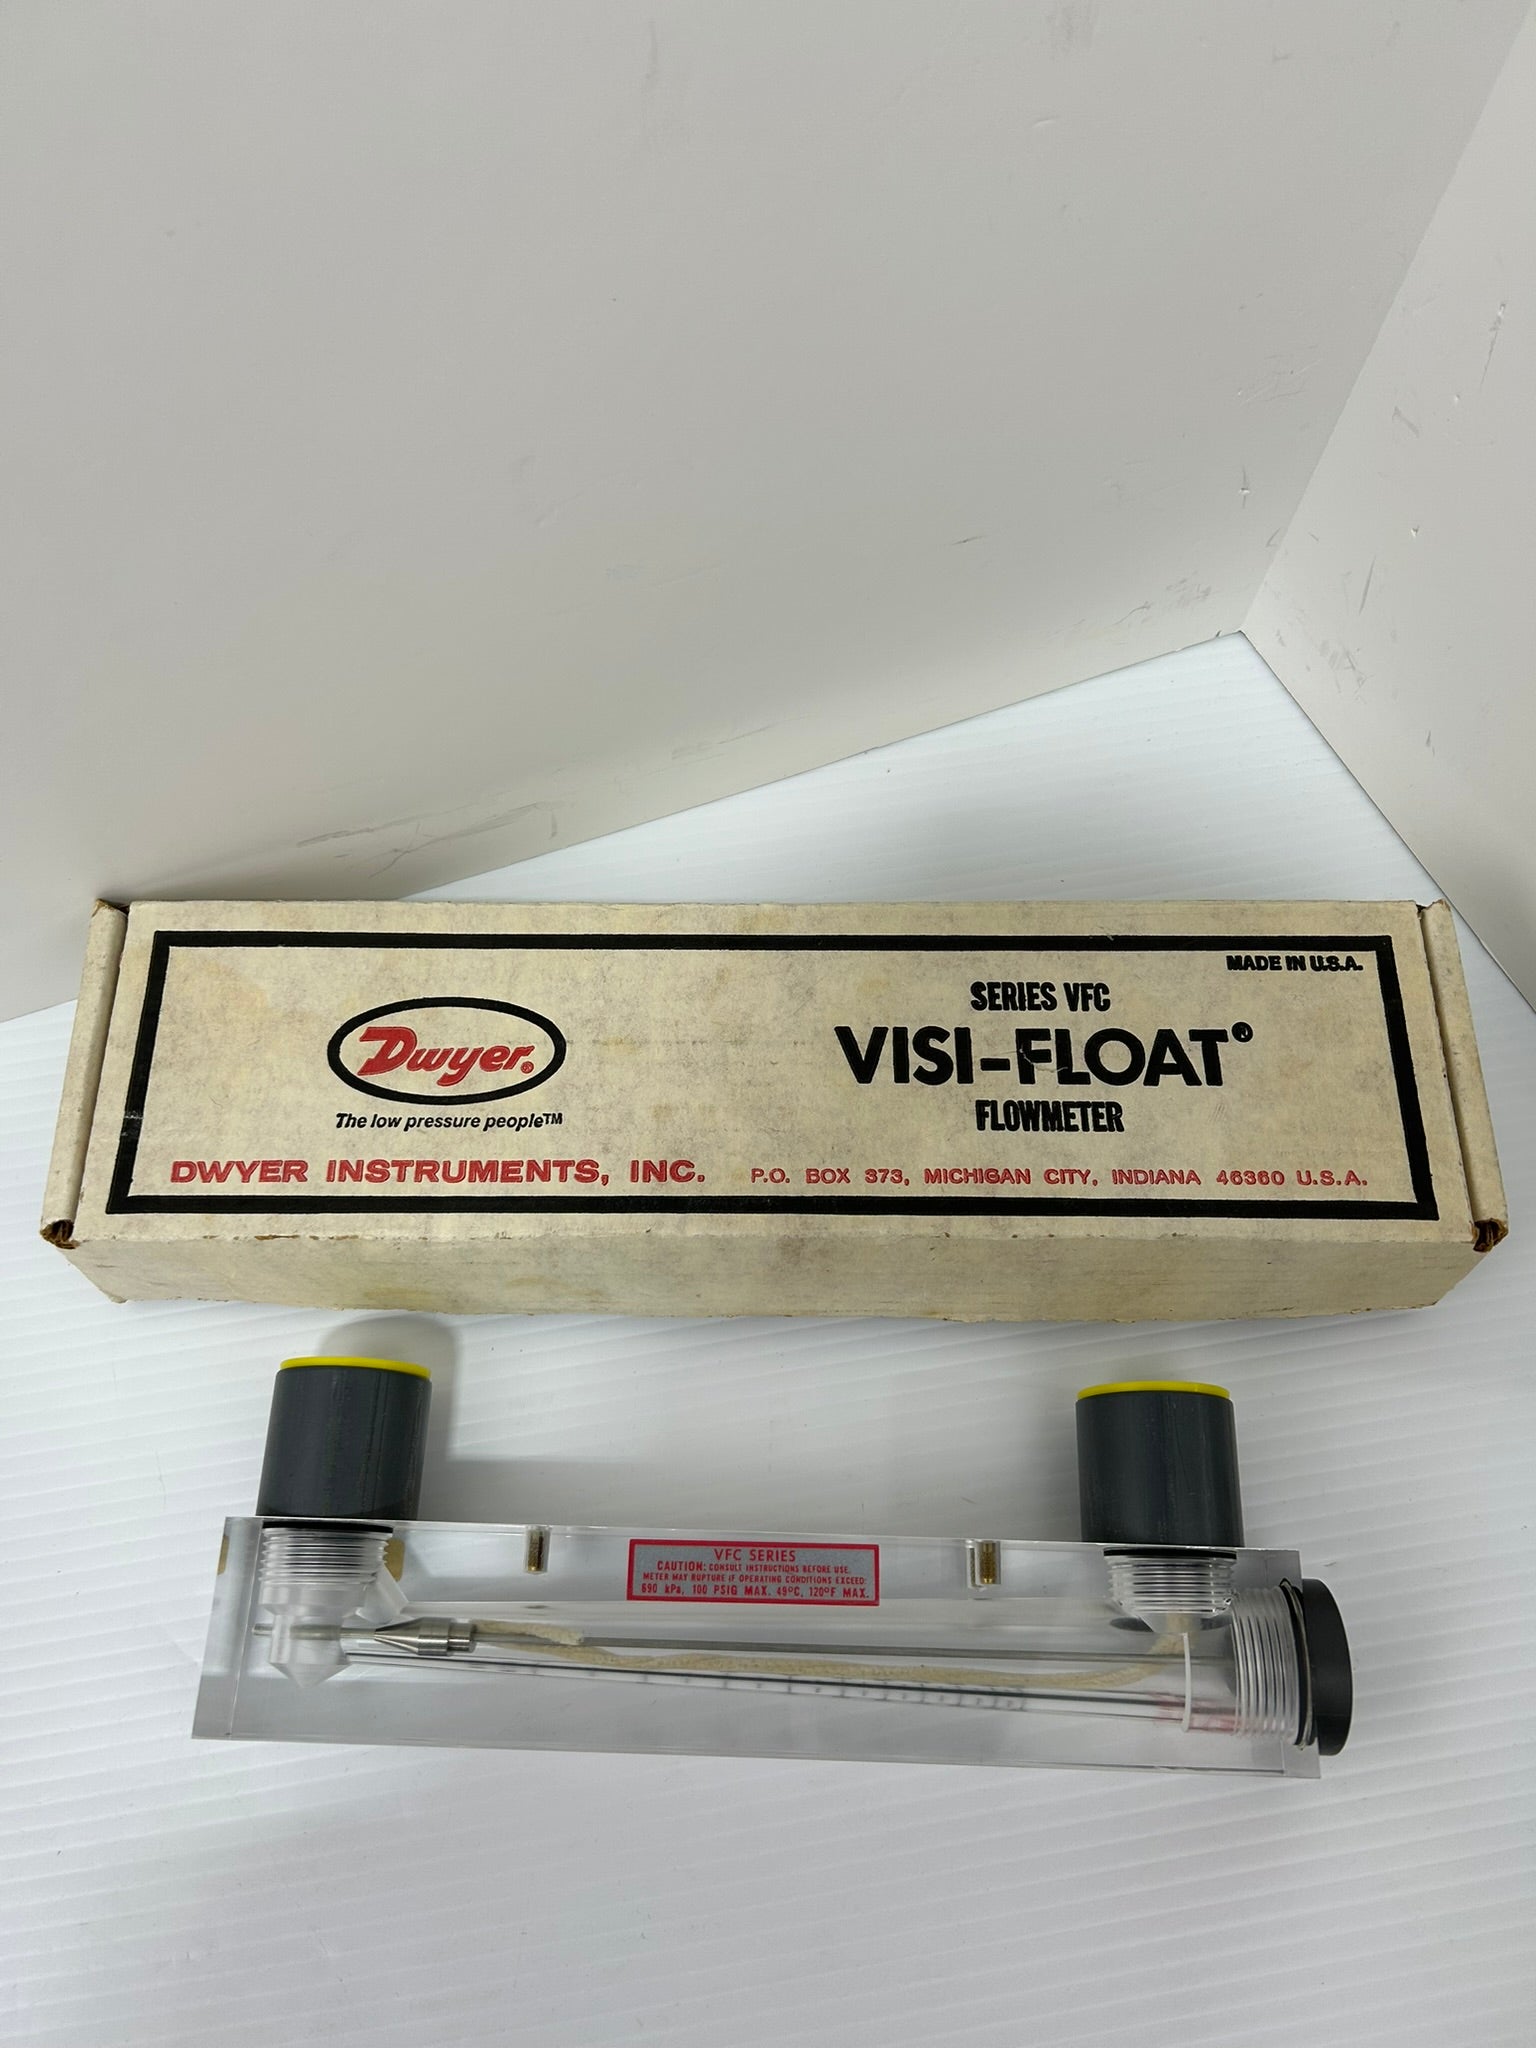 MADE IN U.S.A.
SERIES VFC
VISI-FLOAT®
FLOWMETER
Dwyer®
The low pressure people™
DWYER INSTRUMENTS, INC. P.O. BOX 373, MICHIGAN CITY, INDIANA 46360 U.S.A.
VFC SERIES
CAUTION: CONSULT INSTRUCTIONS BEFORE USE.
METER MAY RUPTURE IF OPERATING CONDITIONS EXCEED:
690 kPa, 100 PSIG MAX. 49°C, 120°F MAX.